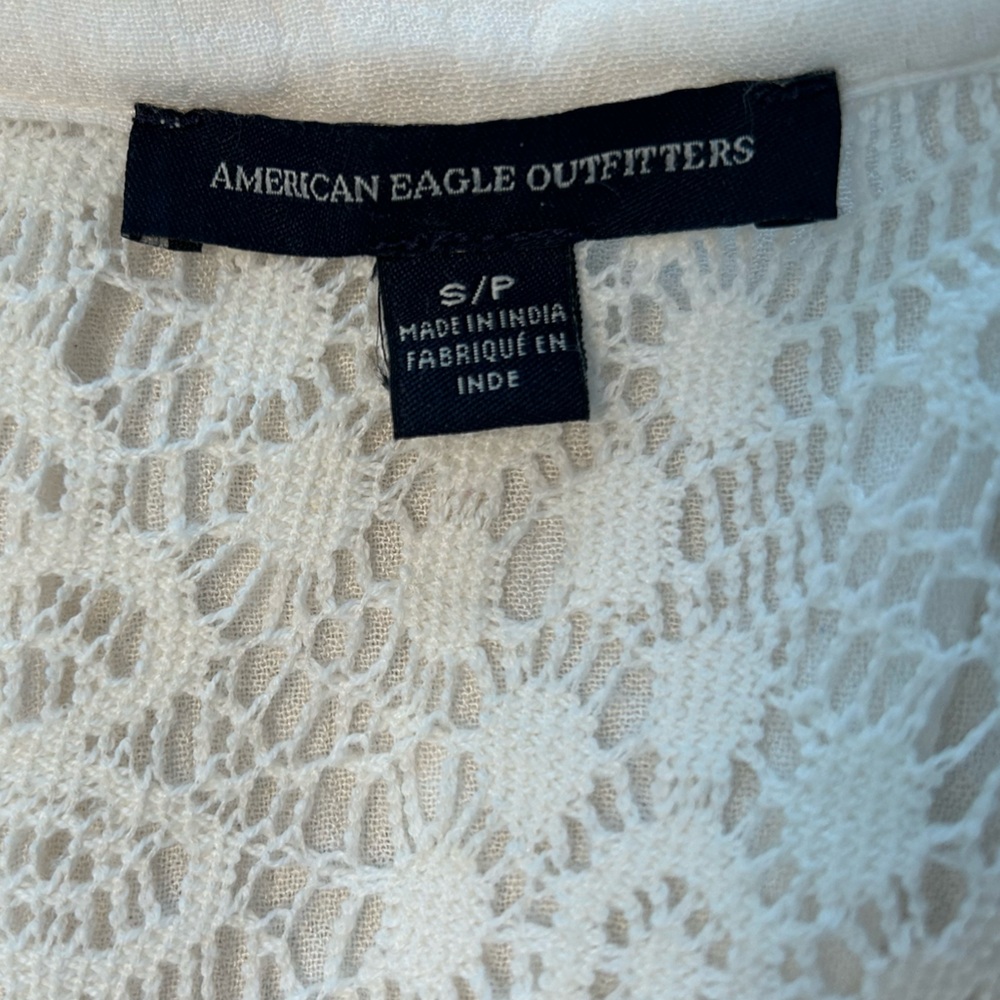 AMERICAN EAGLE OUTFITTERS
S/P
MADE IN INDIA
FABRIQUÉ EN
INDE